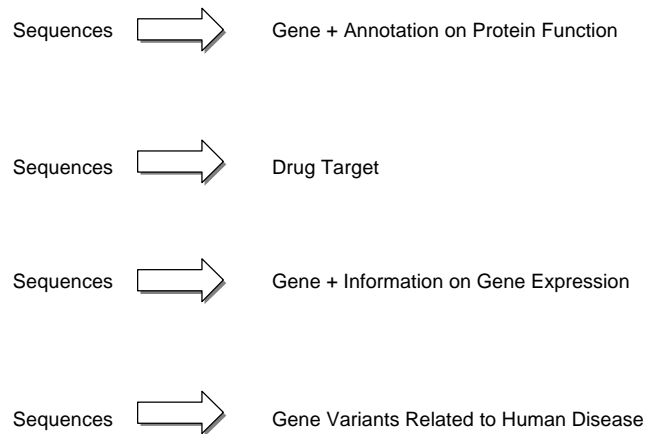 Sequences Gene + Annotation on Protein Function
Sequences Drug Target
Sequences Gene + Information on Gene Expression
Sequences Gene Variants Related to Human Disease